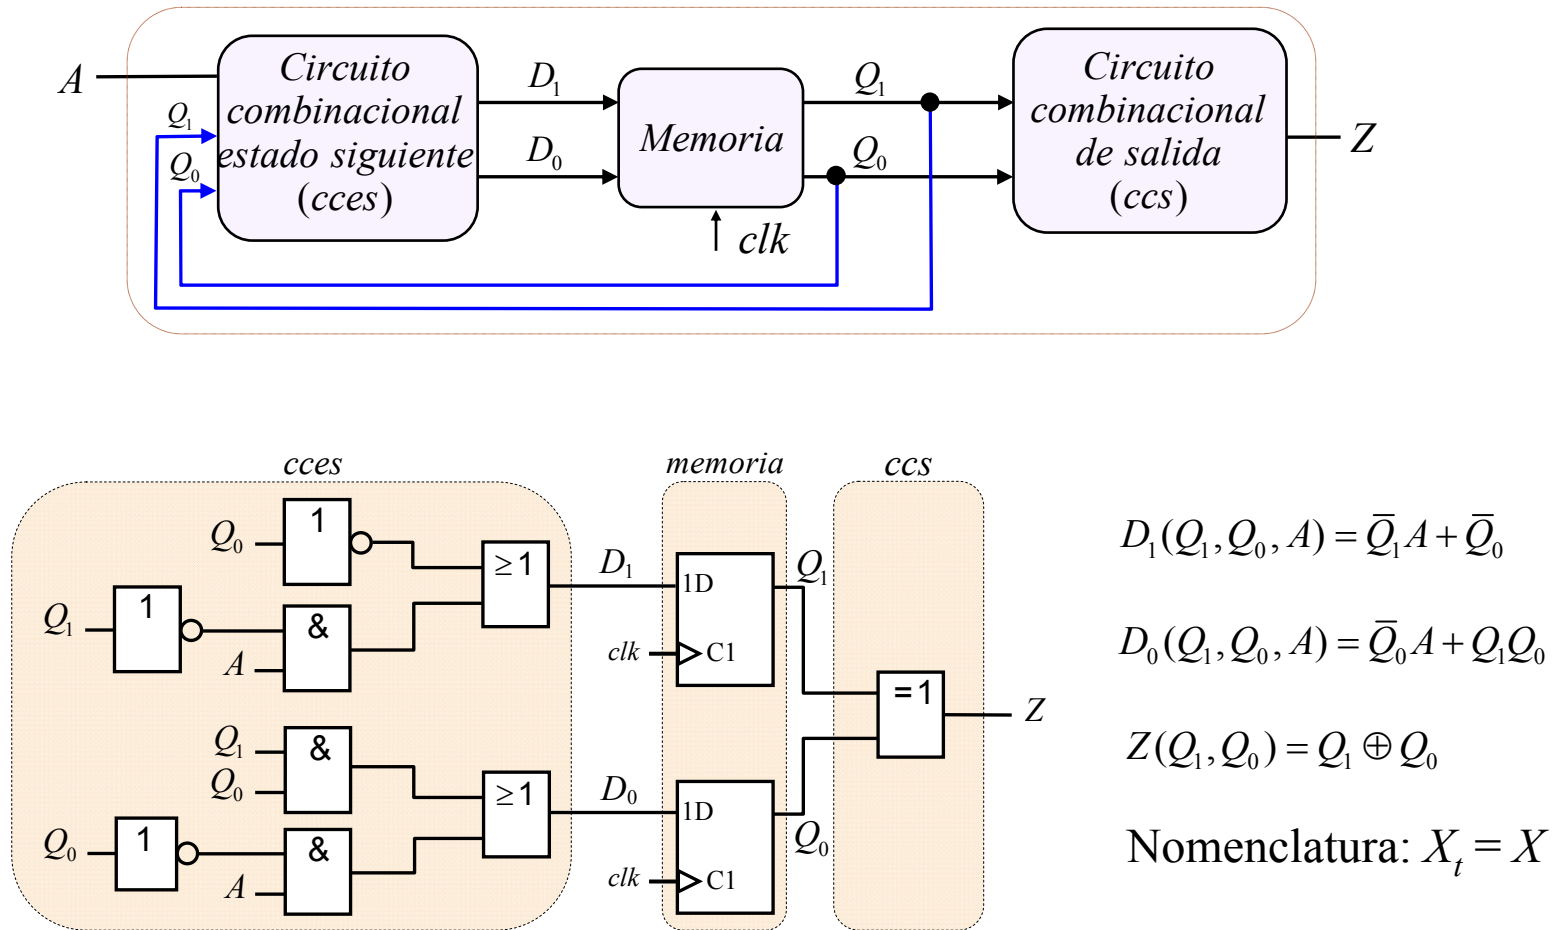 A
Circuito
combinacional
estado siguiente
(cces)
Q₁
Q₀
D₁
D₀
Memoria
clk
Q₁
Q₀
Circuito
combinacional
de salida
(ccs)
Z
cces
memoria
ccs
Q₀
1
≥1
D₁
1D
Q₁
Q₁
1
&
A
clk
C1
=1
Z
Q₁
&
Q₀
≥1
D₀
1D
Q₀
Q₀
1
&
A
clk
C1
D₁(Q₁,Q₀,A) = Q̅₁A + Q̅₀
D₀(Q₁,Q₀,A) = Q̅₀A + Q₁Q₀
Z(Q₁,Q₀) = Q₁ ⊕ Q₀
Nomenclatura: Xₜ = X